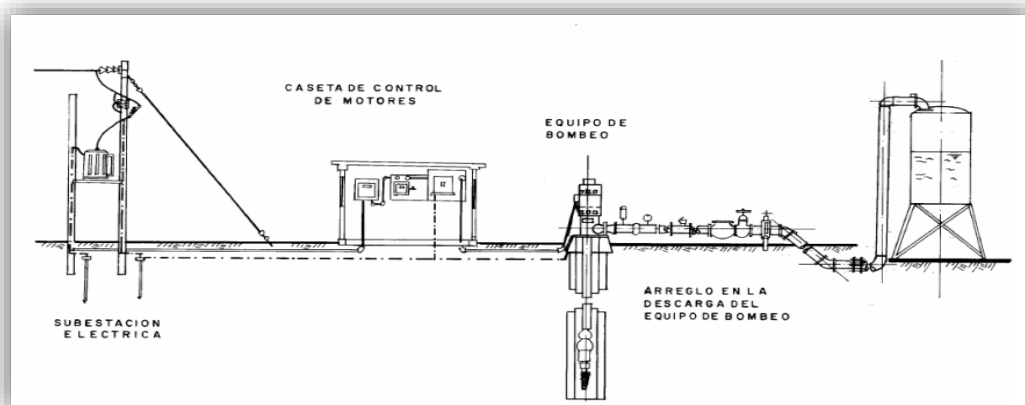 CASETA DE CONTROL
DE MOTORES
EQUIPO DE
BOMBEO
SUBESTACION
ELECTRICA
ARREGLO EN LA
DESCARGA DEL
EQUIPO DE BOMBEO